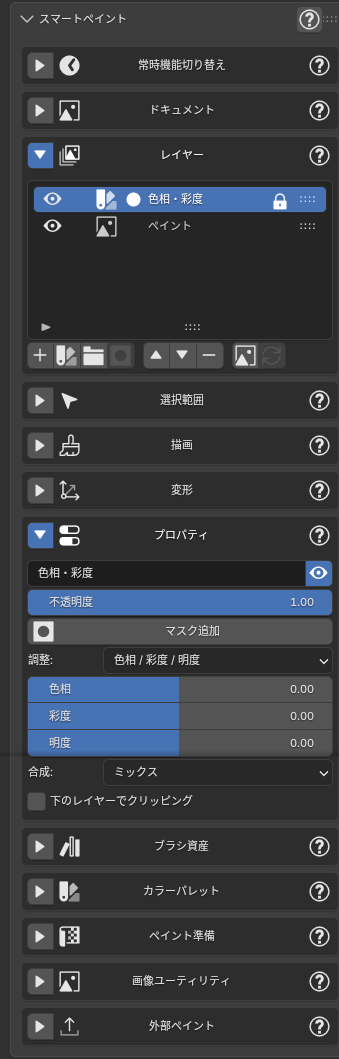 スマートペイント
常時機能切り替え
ドキュメント
レイヤー
色相・彩度
ペイント
選択範囲
描画
変形
プロパティ
色相・彩度
不透明度 1.00
マスク追加
調整: 色相 / 彩度 / 明度
色相 0.00
彩度 0.00
明度 0.00
合成: ミックス
下のレイヤーでクリッピング
ブラシ資産
カラーパレット
ペイント準備
画像ユーティリティ
外部ペイント